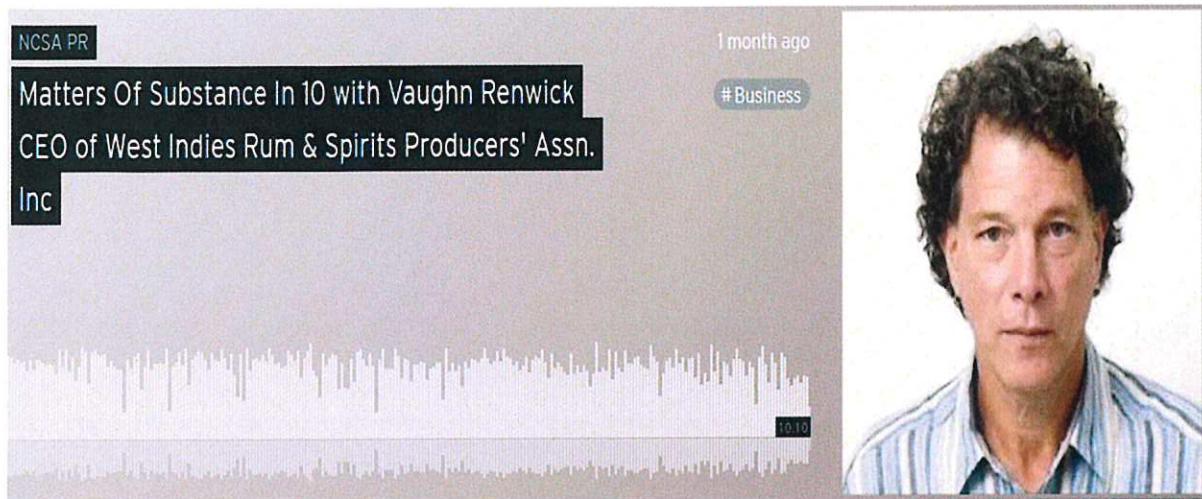 NCSA PR
1 month ago
Matters Of Substance In 10 with Vaughn Renwick
# Business
CEO of West Indies Rum & Spirits Producers' Assn.
Inc
10:10